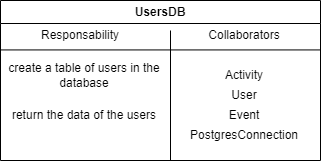 UsersDB
Responsability
Collaborators
create a table of users in the
database
return the data of the users
Activity
User
Event
PostgresConnection